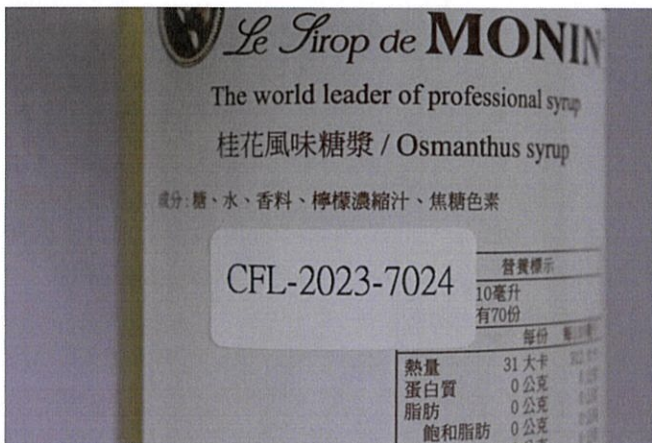 Le Sirop de MONIN
The world leader of professional syrup
桂花風味糖漿 / Osmanthus syrup
成分:糖、水、香料、檸檬濃縮汁、焦糖色素
CFL-2023-7024
營養標示
10毫升
有70份
每份
熱量 31 大卡
蛋白質 0 公克
脂肪 0 公克
飽和脂肪 0 公克